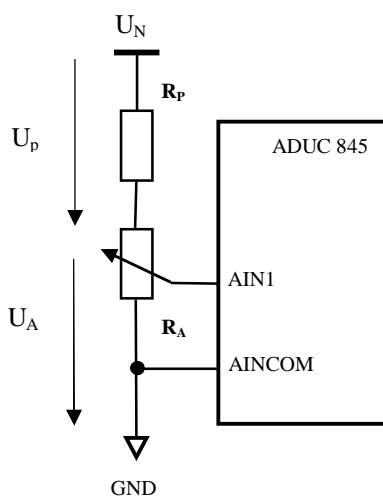 U_N
R_P
U_p
ADUC 845
AIN1
U_A
R_A
AINCOM
GND